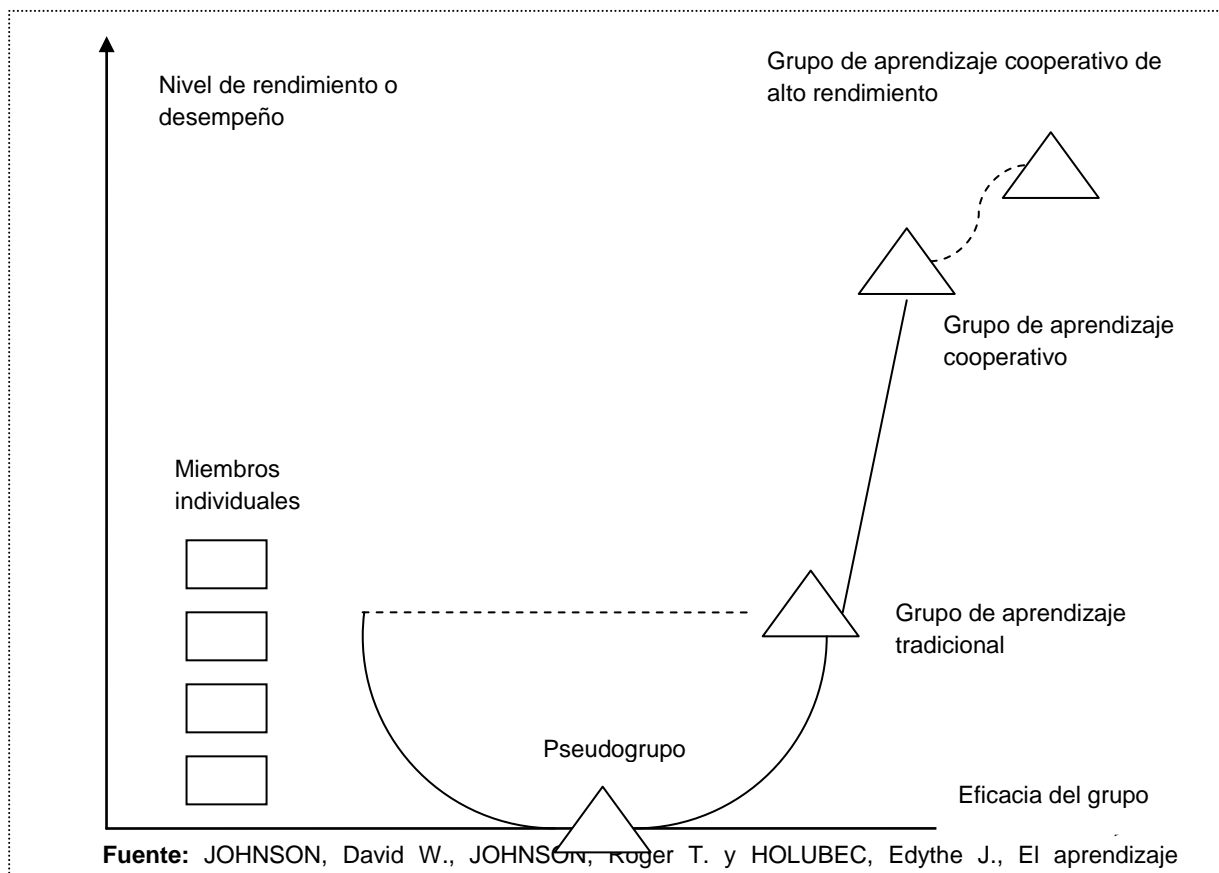 Nivel de rendimiento o
desempeño
Grupo de aprendizaje cooperativo de
alto rendimiento
Grupo de aprendizaje
cooperativo
Miembros
individuales
Grupo de aprendizaje
tradicional
Pseudogrupo
Eficacia del grupo
Fuente: JOHNSON, David W., JOHNSON, Roger T. y HOLUBEC, Edythe J., El aprendizaje